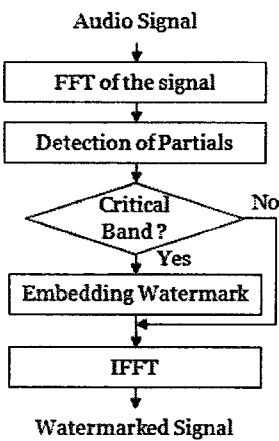 Audio Signal
FFT of the signal
Detection of Partials
Critical
Band ?
No
Yes
Embedding Watermark
IFFT
Watermarked Signal